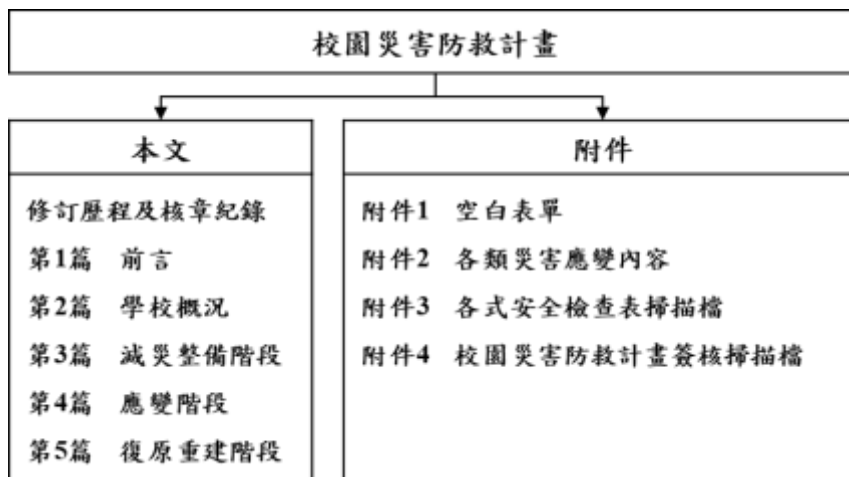 校園災害防救計畫
本文
修訂歷程及核章紀錄
第1篇 前言
第2篇 學校概況
第3篇 減災整備階段
第4篇 應變階段
第5篇 復原重建階段
附件
附件1 空白表單
附件2 各類災害應變內容
附件3 各式安全檢查表掃描檔
附件4 校園災害防救計畫簽核掃描檔